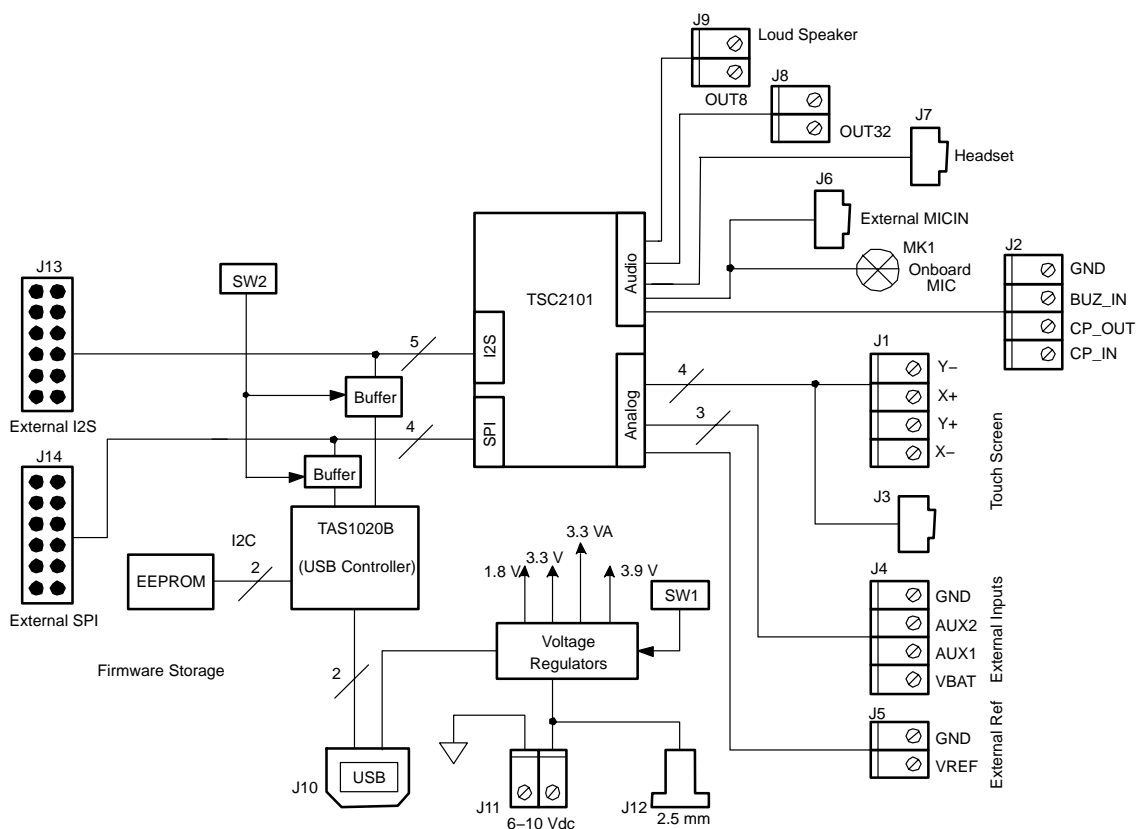 J9
Loud Speaker
OUT8
J8
OUT32
J7
Headset
J6
External MICIN
MK1
Onboard
MIC
J2
GND
BUZ_IN
CP_OUT
CP_IN
TSC2101
Audio
I2S
SPI
Analog
J13
External I2S
SW2
5
Buffer
4
Buffer
J14
External SPI
TAS1020B
(USB Controller)
I2C
2
EEPROM
Firmware Storage
2
J10
USB
1.8 V
3.3 V
3.3 VA
3.9 V
SW1
Voltage
Regulators
J11
6–10 Vdc
J12
2.5 mm
4
3
J1
Y–
X+
Y+
X–
Touch Screen
J3
J4
GND
AUX2
AUX1
VBAT
External Inputs
J5
GND
VREF
External Ref